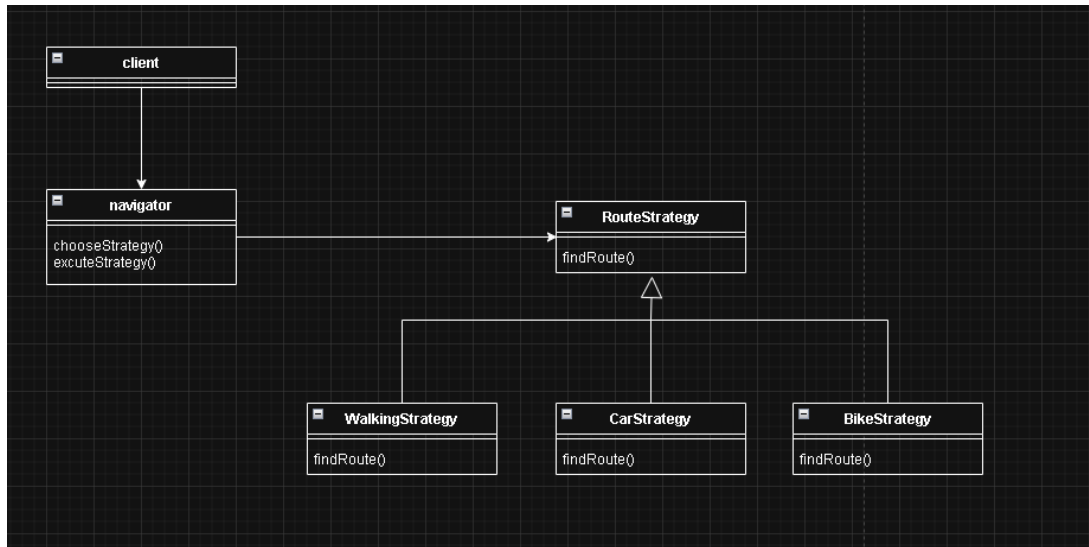 client
navigator
chooseStrategy()
excuteStrategy()
RouteStrategy
findRoute()
WalkingStrategy
findRoute()
CarStrategy
findRoute()
BikeStrategy
findRoute()